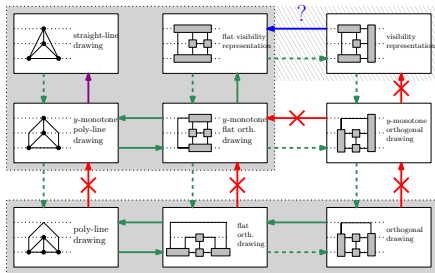 ?
straight-line
drawing
flat visibility
representation
visibility
representation
y-monotone
poly-line
drawing
y-monotone
flat orth.
drawing
y-monotone
orthogonal
drawing
poly-line
drawing
flat
orth.
drawing
orthogonal
drawing